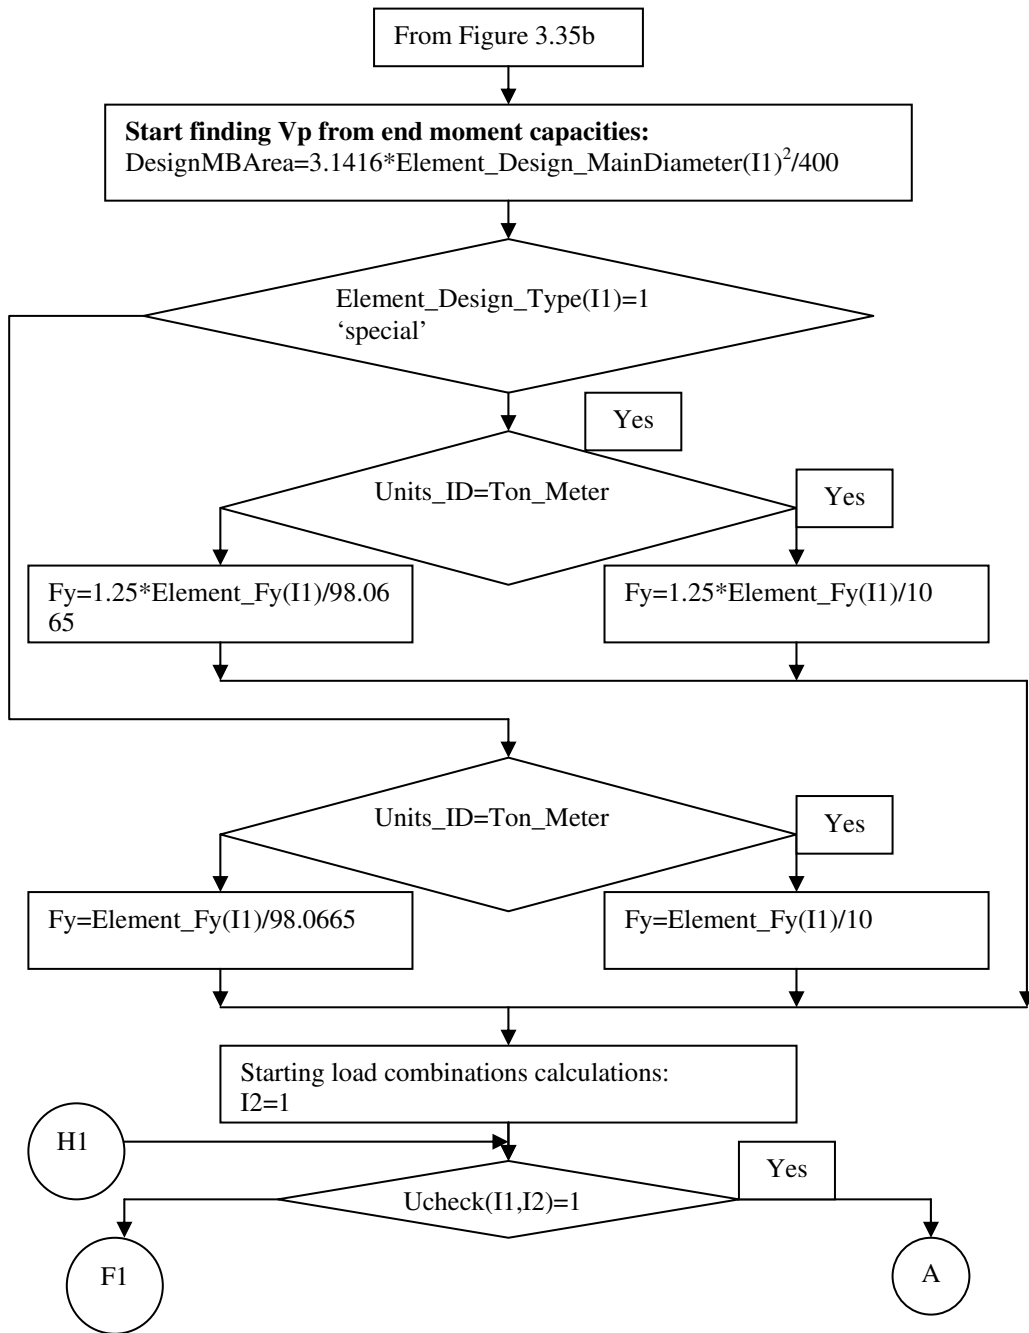 From Figure 3.35b
Start finding Vp from end moment capacities:
DesignMBArea=3.1416*Element_Design_MainDiameter(I1)²/400
Element_Design_Type(I1)=1
‘special’
Yes
Units_ID=Ton_Meter
Yes
Fy=1.25*Element_Fy(I1)/98.06
65
Fy=1.25*Element_Fy(I1)/10
Units_ID=Ton_Meter
Yes
Fy=Element_Fy(I1)/98.0665
Fy=Element_Fy(I1)/10
Starting load combinations calculations:
I2=1
H1
Yes
Ucheck(I1,I2)=1
F1
A